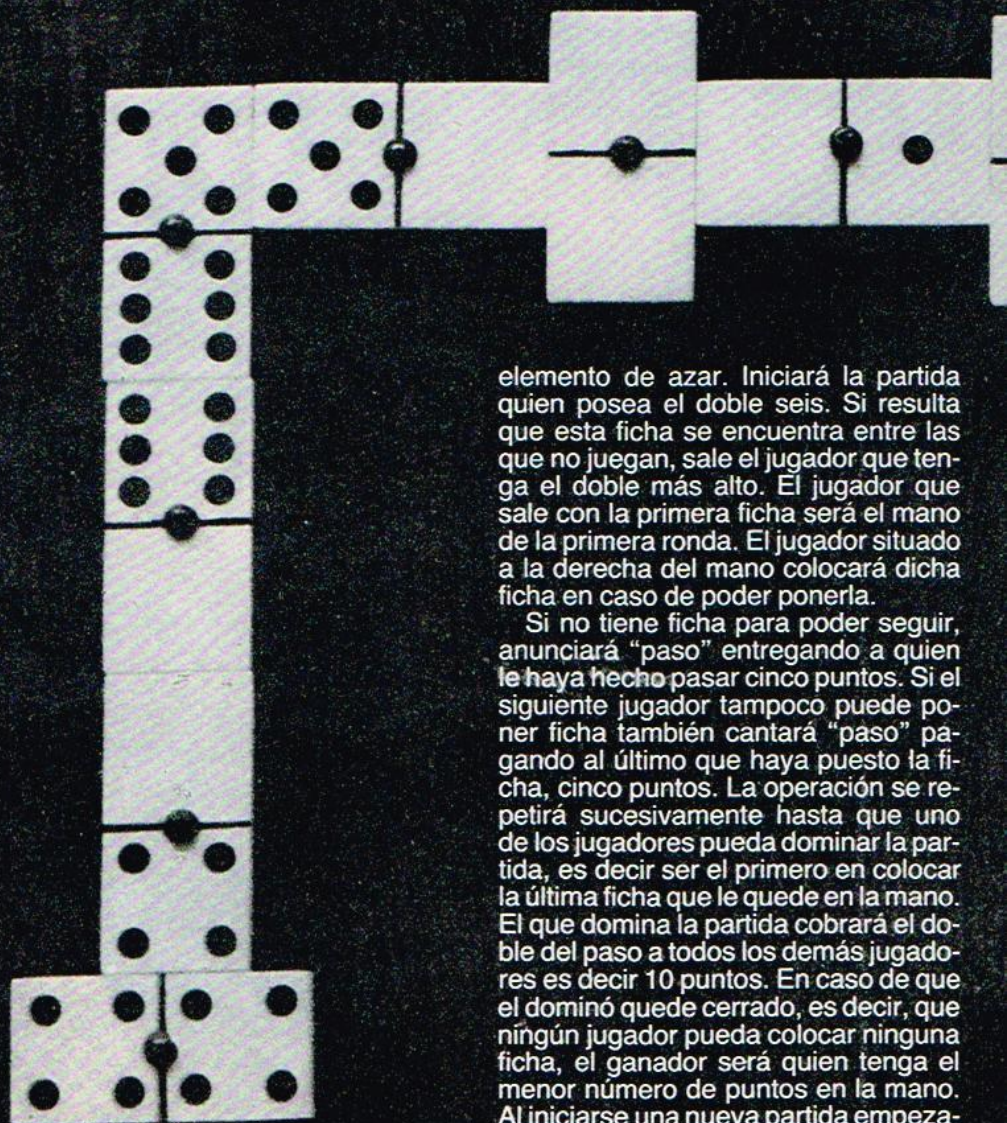 elemento de azar. Iniciará la partida
quien posea el doble seis. Si resulta
que esta ficha se encuentra entre las
que no juegan, sale el jugador que ten-
ga el doble más alto. El jugador que
sale con la primera ficha será el mano
de la primera ronda. El jugador situado
a la derecha del mano colocará dicha
ficha en caso de poder ponerla.
Si no tiene ficha para poder seguir,
anunciará “paso” entregando a quien
le haya hecho pasar cinco puntos. Si el
siguiente jugador tampoco puede po-
ner ficha también cantará “paso” pa-
gando al último que haya puesto la fi-
cha, cinco puntos. La operación se re-
petirá sucesivamente hasta que uno
de los jugadores pueda dominar la par-
tida, es decir ser el primero en colocar
la última ficha que le quede en la mano.
El que domina la partida cobrará el do-
ble del paso a todos los demás jugado-
res es decir 10 puntos. En caso de que
el dominó quede cerrado, es decir, que
ningún jugador pueda colocar ninguna
ficha, el ganador será quien tenga el
menor número de puntos en la mano.
Al iniciarse una nueva partida empeza-